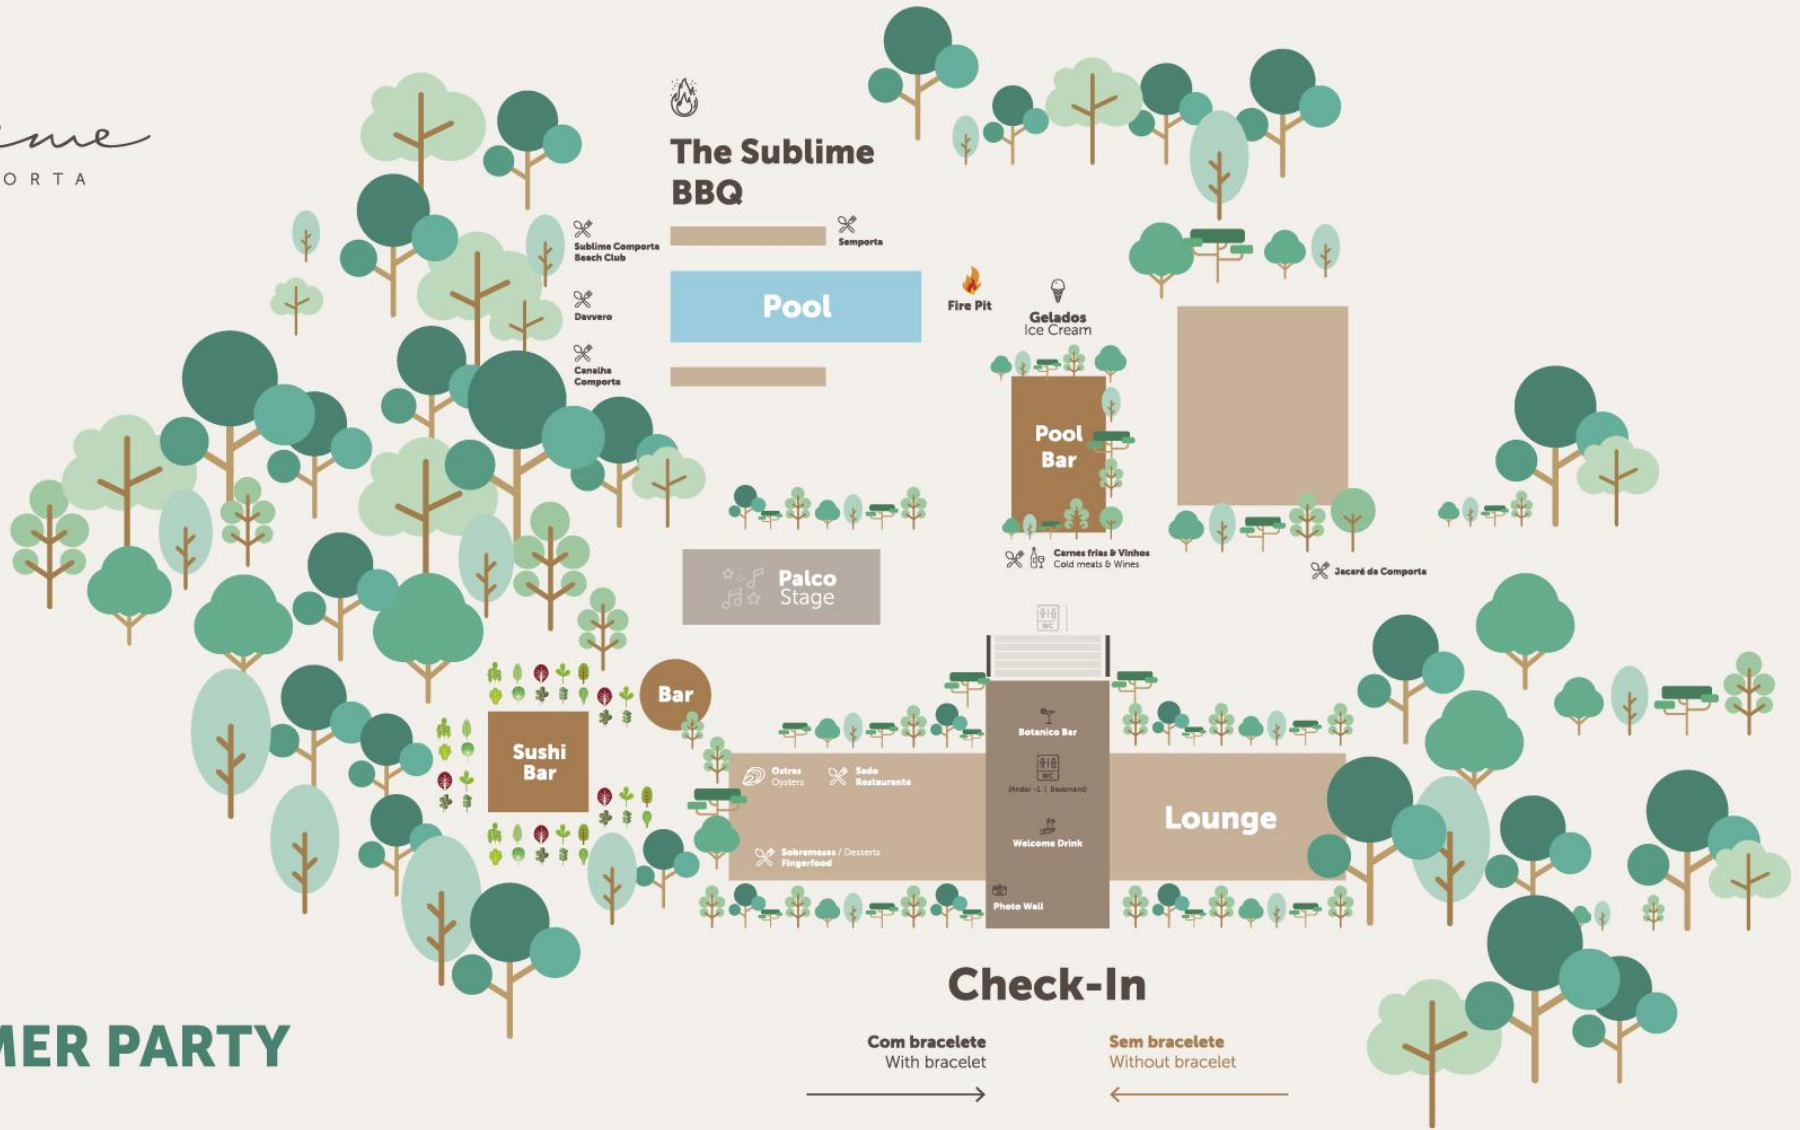 ORTA
The Sublime
BBQ
Sublime Comporta
Beach Club
Semporta
Davvero
Pool
Fire Pit
Gelados
Ice Cream
Canalha
Comporta
Pool
Bar
Carnes frias & Vinhos
Cold meats & Wines
Jacaré da Comporta
Palco
Stage
WC
Bar
Sushi
Bar
Ostras
Oysters
Sado
Restaurante
Sobremesas / Desserts
Fingerfood
Botanico Bar
WC
(Andar -1 | Basement)
Welcome Drink
Photo Wall
Lounge
Check-In
Com bracelete
With bracelet
Sem bracelete
Without bracelet
MER PARTY